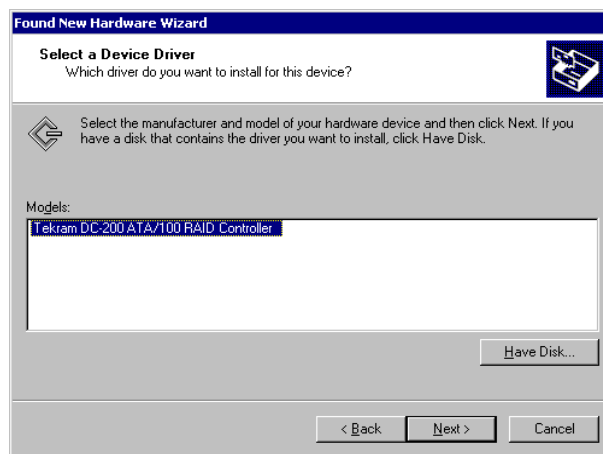 Found New Hardware Wizard
Select a Device Driver
Which driver do you want to install for this device?
Select the manufacturer and model of your hardware device and then click Next. If you
have a disk that contains the driver you want to install, click Have Disk.
Models:
Tekram DC-200 ATA/100 RAID Controller
Have Disk...
< Back
Next >
Cancel